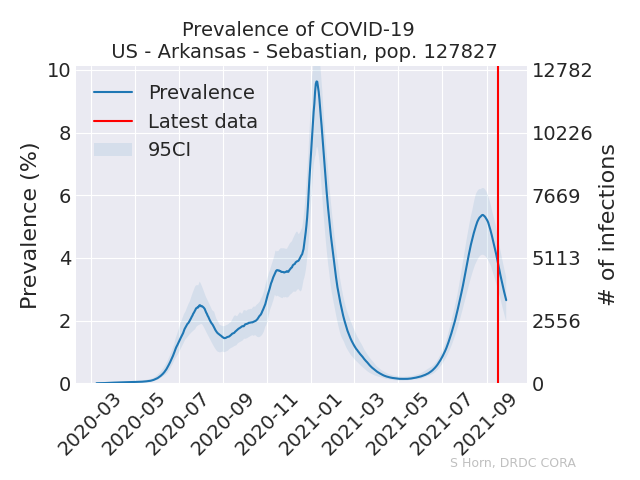 Prevalence of COVID-19
US - Arkansas - Sebastian, pop. 127827
Prevalence (%)
10
8
6
4
2
0
Prevalence
Latest data
95CI
12782
10226
7669
5113
2556
0
# of infections
2020-03
2020-05
2020-07
2020-09
2020-11
2021-01
2021-03
2021-05
2021-07
2021-09
S Horn, DRDC CORA